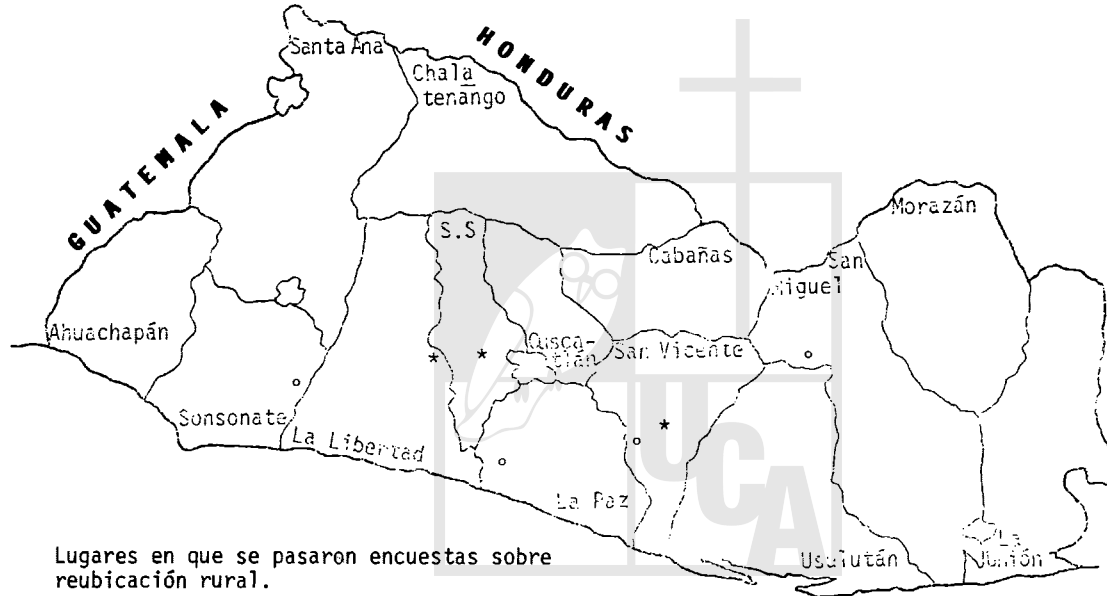 HONDURAS
Santa Ana
Chala
tenango
GUATEMALA
Morazán
S.S
Cabañas
San
Miguel
Ahuachapán
Cusca-
tlán
San Vicente
Sonsonate
La Libertad
UCA
La Paz
Usulután
La
Unión
Lugares en que se pasaron encuestas sobre
reubicación rural.